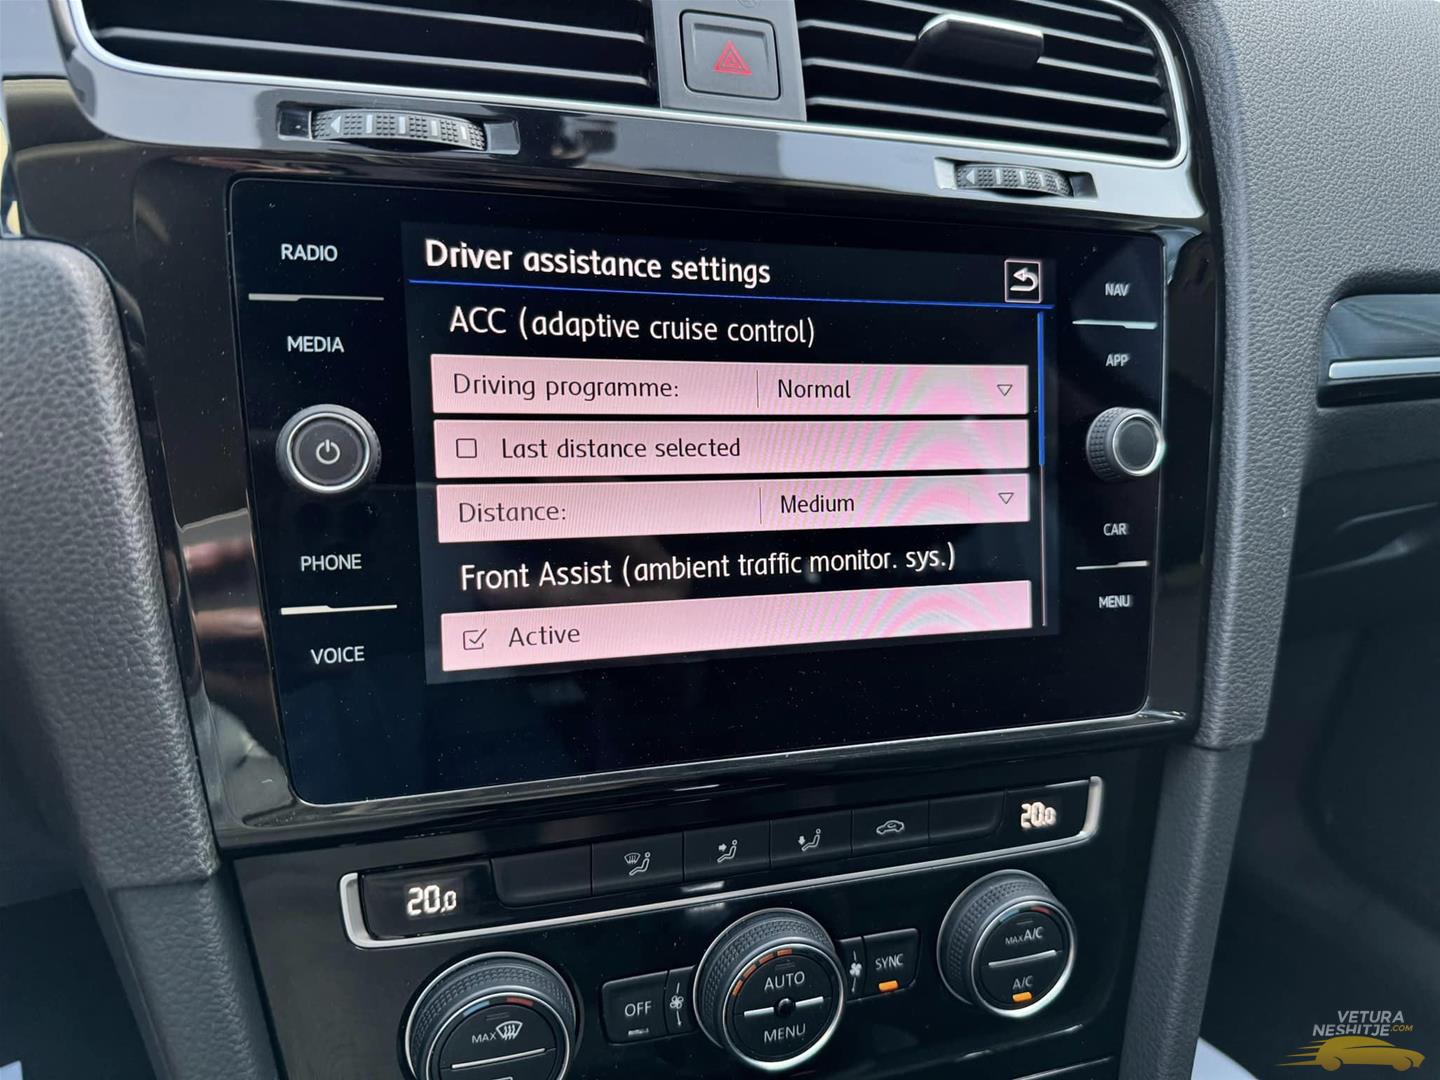 RADIO
MEDIA
PHONE
VOICE
Driver assistance settings
ACC (adaptive cruise control)
Driving programme: Normal
Last distance selected
Distance: Medium
Front Assist (ambient traffic monitor. sys.)
Active
NAV
APP
CAR
MENU
20.0
20.0
MAX
OFF
AUTO
MENU
SYNC
MAX A/C
A/C
VETURA
NESHITJE.COM